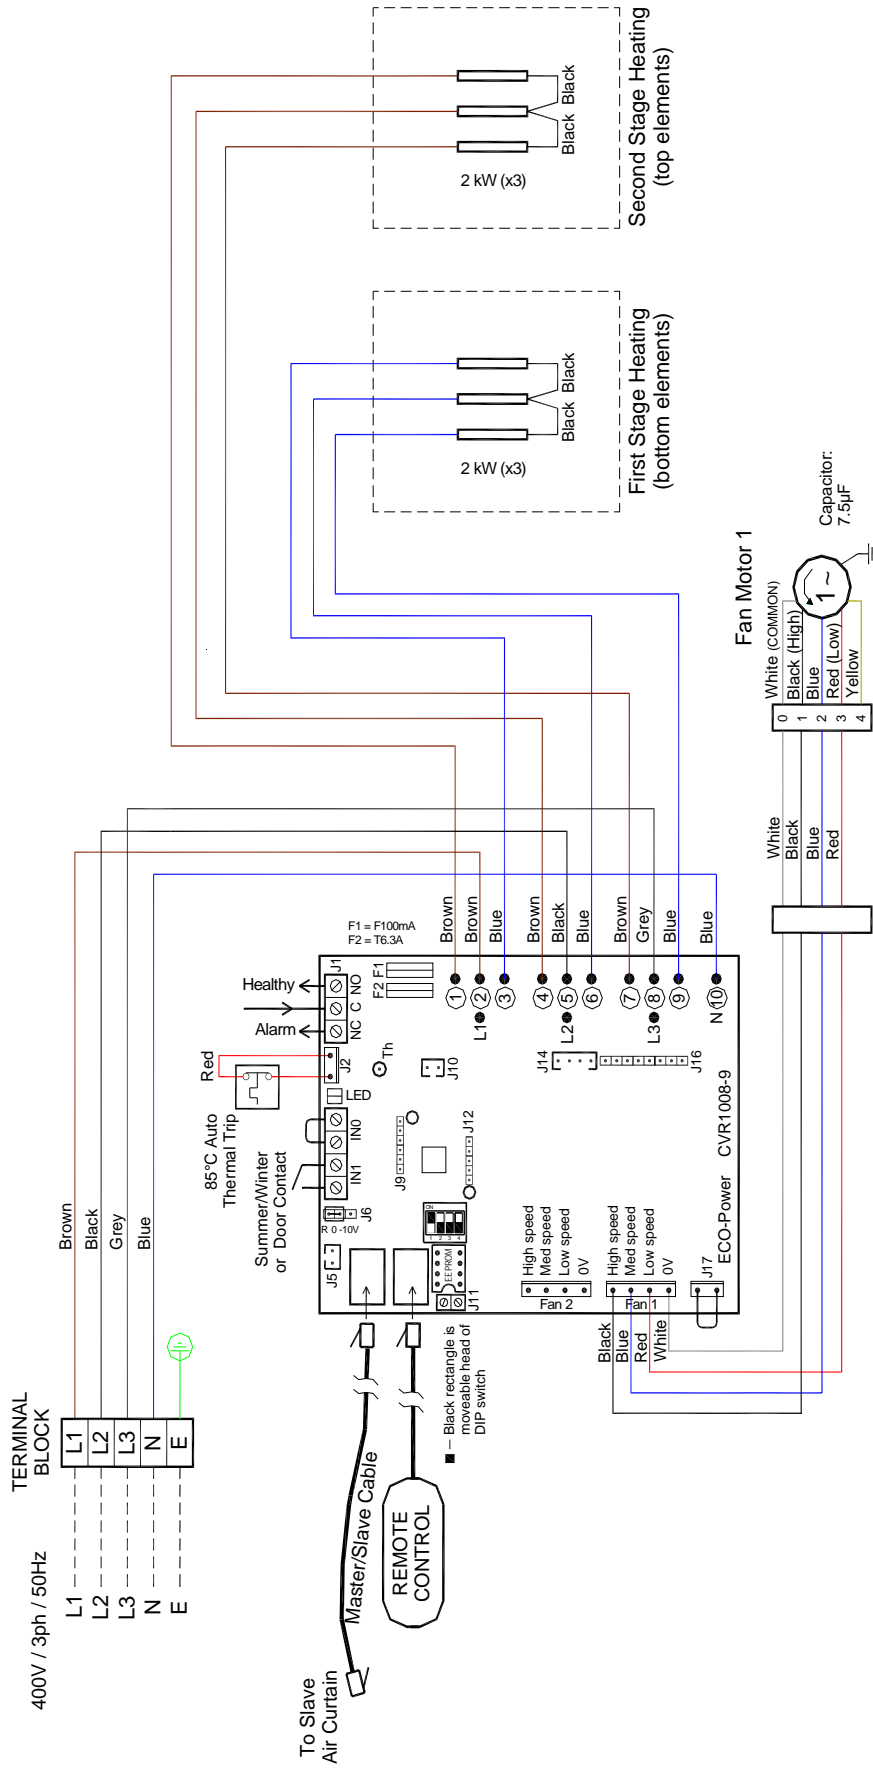 400V / 3ph / 50Hz
TERMINAL
BLOCK
L1
L2
L3
N
E
L1
L2
L3
N
E
Brown
Black
Grey
Blue
To Slave
Air Curtain
Master/Slave Cable
REMOTE
CONTROL
Black rectangle is
moveable head of
DIP switch
Summer/Winter
or Door Contact
85°C Auto
Thermal Trip
Red
Healthy
Alarm
F1 = F100mA
F2 = T6.3A
J5
R 0 -10V
J6
IN1
IN0
LED
J2
NC
C
NO
J1
F2
F1
Th
J10
J9
J12
ON
1 2 3 4
EEPROM
J11
J14
J16
L1
L2
L3
1
2
3
4
5
6
7
8
9
N 10
Brown
Brown
Blue
Brown
Black
Blue
Brown
Grey
Blue
Blue
High speed
Med speed
Low speed
0V
Fan 2
High speed
Med speed
Low speed
0V
Fan 1
J17
ECO-Power CVR1008-9
Black
Blue
Red
White
White
Black
Blue
Red
0
1
2
3
4
White (COMMON)
Black (High)
Blue
Red (Low)
Yellow
Fan Motor 1
1 ~
Capacitor:
7.5µF
2 kW (x3)
Black
Black
First Stage Heating
(bottom elements)
2 kW (x3)
Black
Black
Second Stage Heating
(top elements)